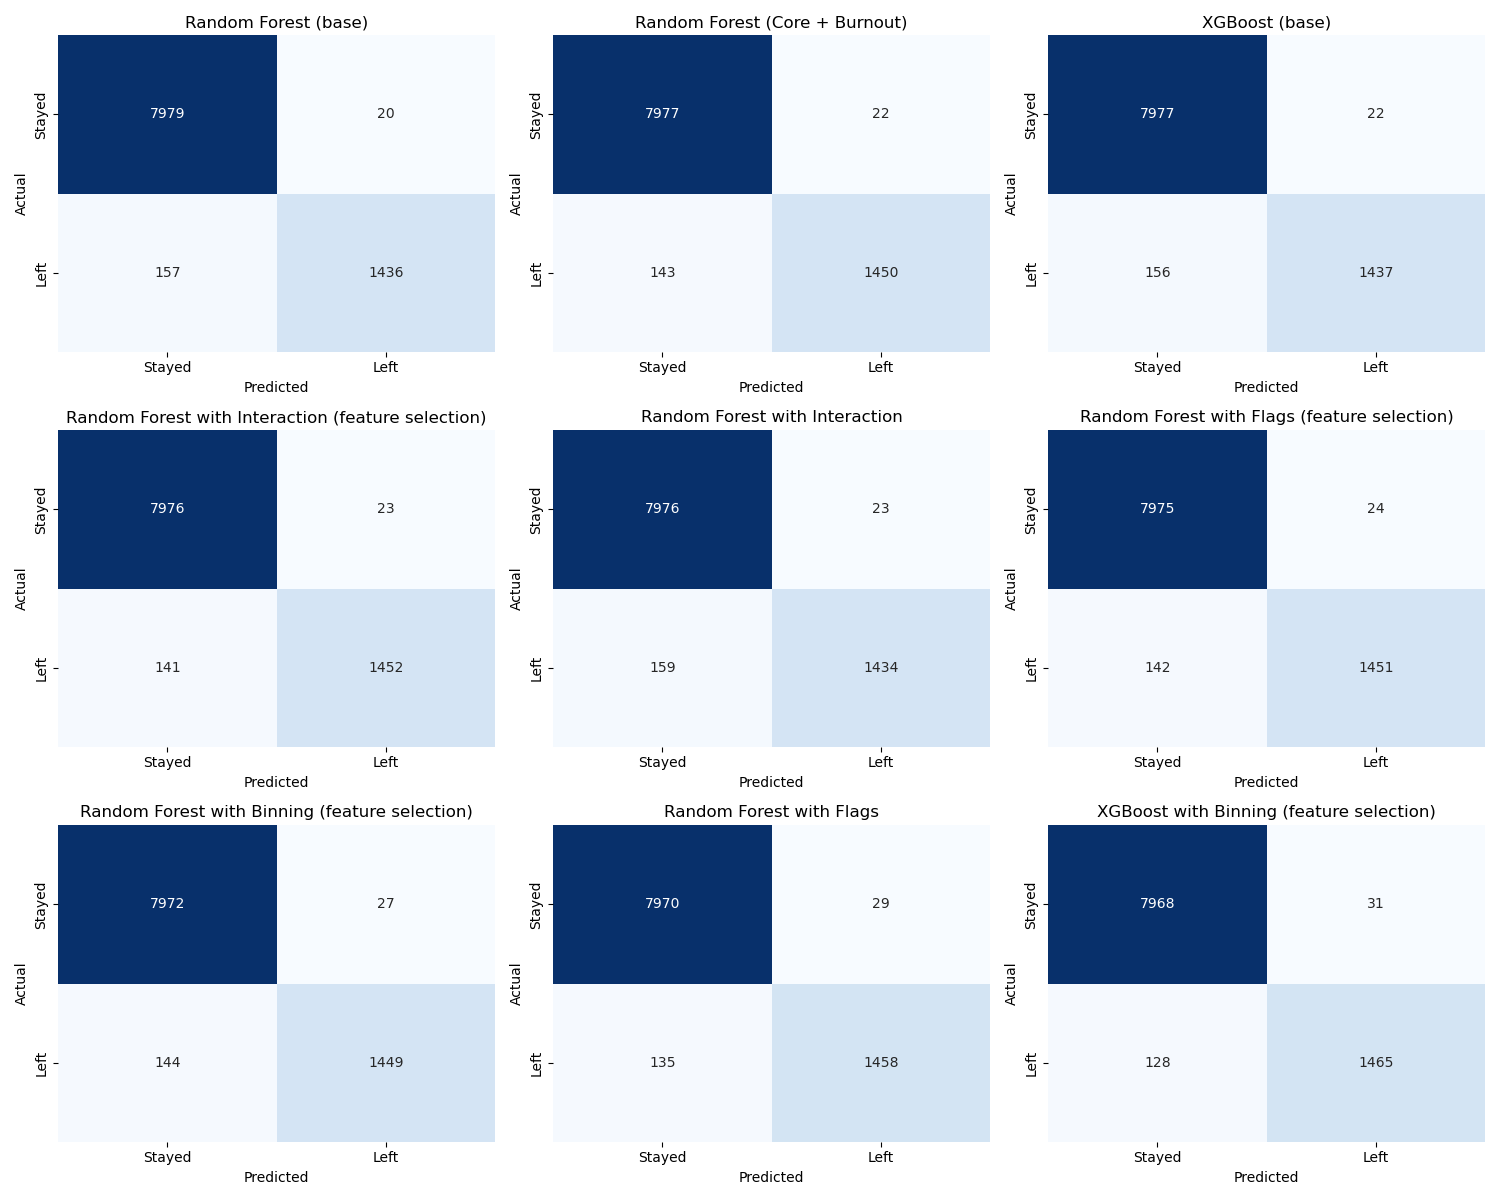 Random Forest (base)
Stayed
7979
20
Actual
Left
157
1436
Stayed
Left
Predicted
Random Forest (Core + Burnout)
Stayed
7977
22
Actual
Left
143
1450
Stayed
Left
Predicted
XGBoost (base)
Stayed
7977
22
Actual
Left
156
1437
Stayed
Left
Predicted
Random Forest with Interaction (feature selection)
Stayed
7976
23
Actual
Left
141
1452
Stayed
Left
Predicted
Random Forest with Interaction
Stayed
7976
23
Actual
Left
159
1434
Stayed
Left
Predicted
Random Forest with Flags (feature selection)
Stayed
7975
24
Actual
Left
142
1451
Stayed
Left
Predicted
Random Forest with Binning (feature selection)
Stayed
7972
27
Actual
Left
144
1449
Stayed
Left
Predicted
Random Forest with Flags
Stayed
7970
29
Actual
Left
135
1458
Stayed
Left
Predicted
XGBoost with Binning (feature selection)
Stayed
7968
31
Actual
Left
128
1465
Stayed
Left
Predicted